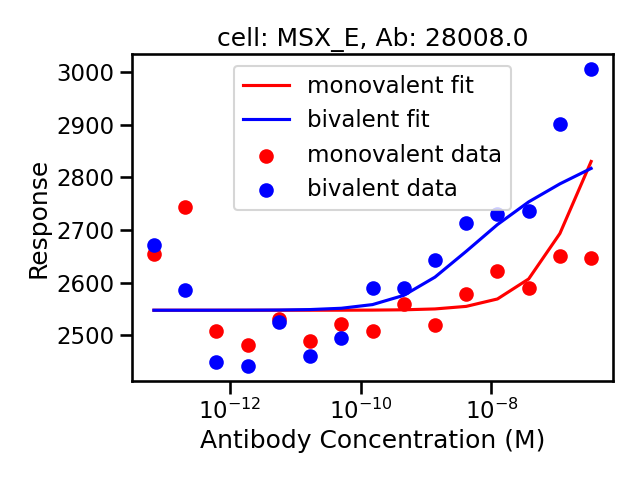 cell: MSX_E, Ab: 28008.0
monovalent fit
bivalent fit
monovalent data
bivalent data
Response
3000
2900
2800
2700
2600
2500
10⁻¹²
10⁻¹⁰
10⁻⁸
Antibody Concentration (M)